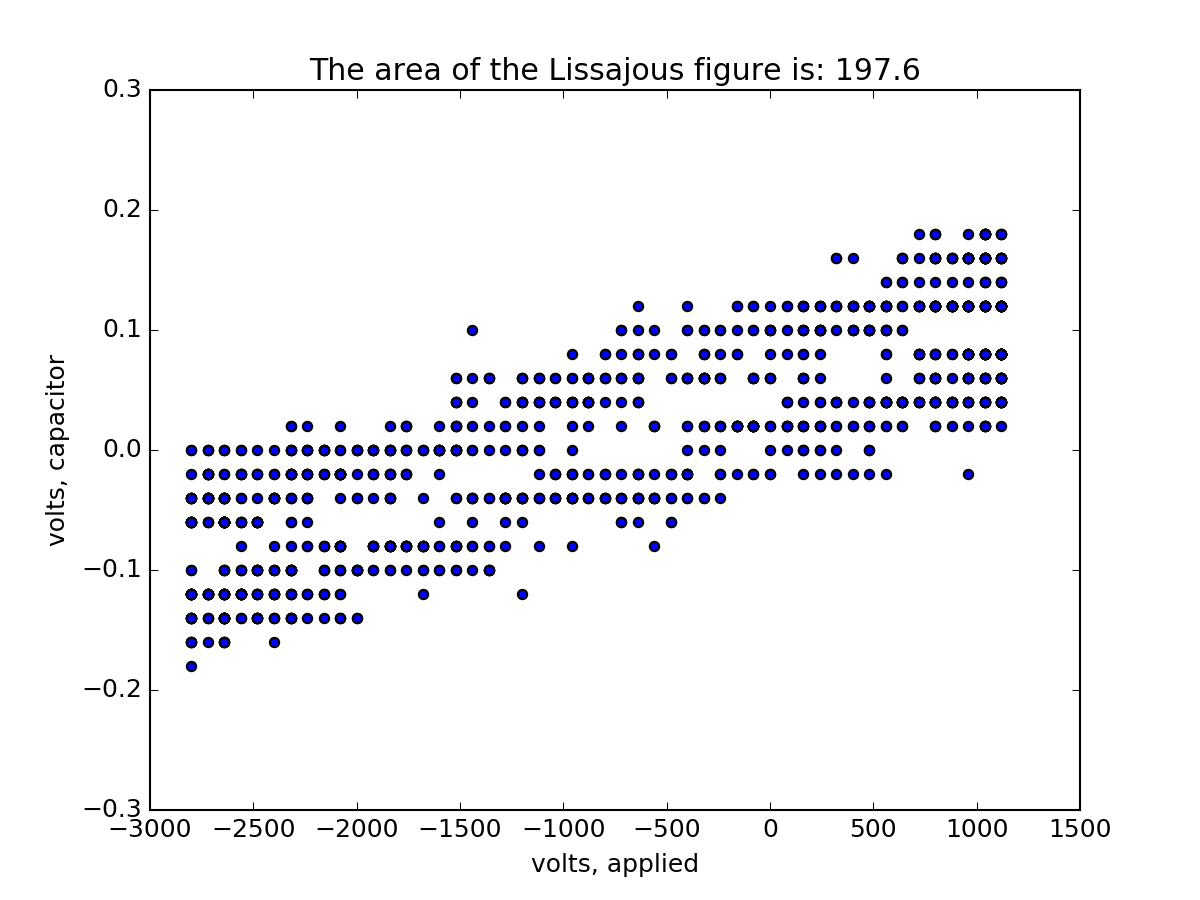 The area of the Lissajous figure is: 197.6
0.3
0.2
0.1
0.0
−0.1
−0.2
−0.3
volts, capacitor
−3000 −2500 −2000 −1500 −1000 −500 0 500 1000 1500
volts, applied